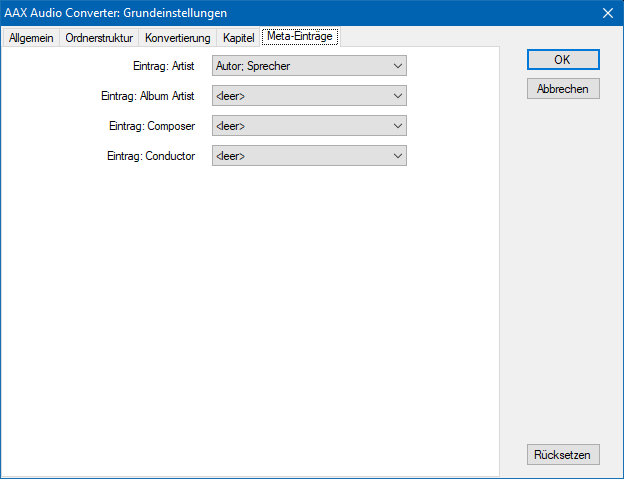 AAX Audio Converter: Grundeinstellungen
Allgemein Ordnerstruktur Konvertierung Kapitel Meta-Einträge
Eintrag: Artist Autor; Sprecher
Eintrag: Album Artist <leer>
Eintrag: Composer <leer>
Eintrag: Conductor <leer>
OK
Abbrechen
Rücksetzen